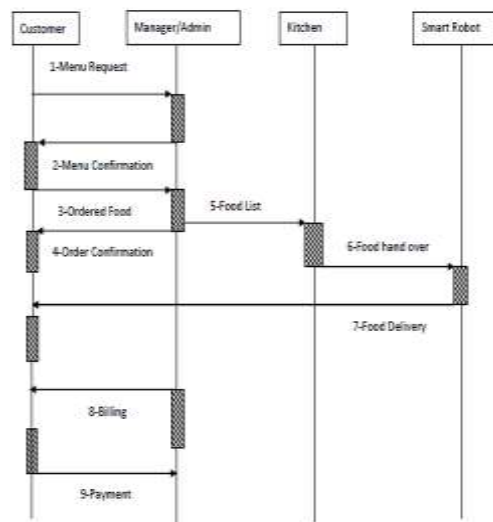 Customer
Manager/Admin
Kitchen
Smart Robot
1-Menu Request
2-Menu Confirmation
3-Ordered Food
5-Food List
4-Order Confirmation
6-Food hand over
7-Food Delivery
8-Billing
9-Payment